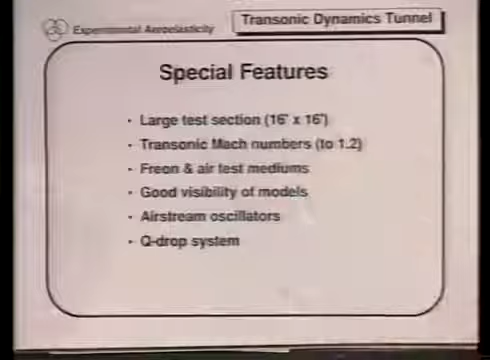 Experimental Aeroelasticity
Transonic Dynamics Tunnel
Special Features
· Large test section (16' x 16')
· Transonic Mach numbers (to 1.2)
· Freon & air test mediums
· Good visibility of models
· Airstream oscillators
· Q-drop system